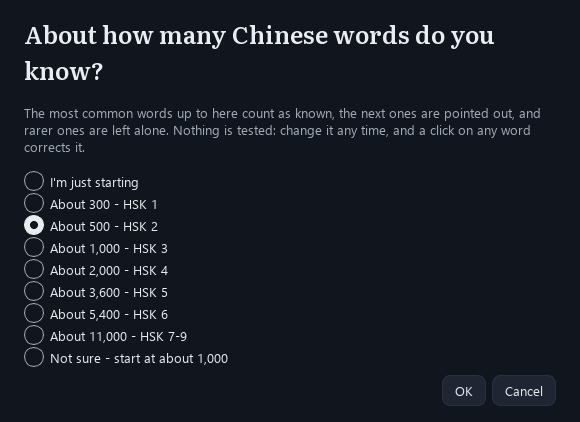 About how many Chinese words do you
know?
The most common words up to here count as known, the next ones are pointed out, and
rarer ones are left alone. Nothing is tested: change it any time, and a click on any word
corrects it.
I'm just starting
About 300 - HSK 1
About 500 - HSK 2
About 1,000 - HSK 3
About 2,000 - HSK 4
About 3,600 - HSK 5
About 5,400 - HSK 6
About 11,000 - HSK 7-9
Not sure - start at about 1,000
OK Cancel